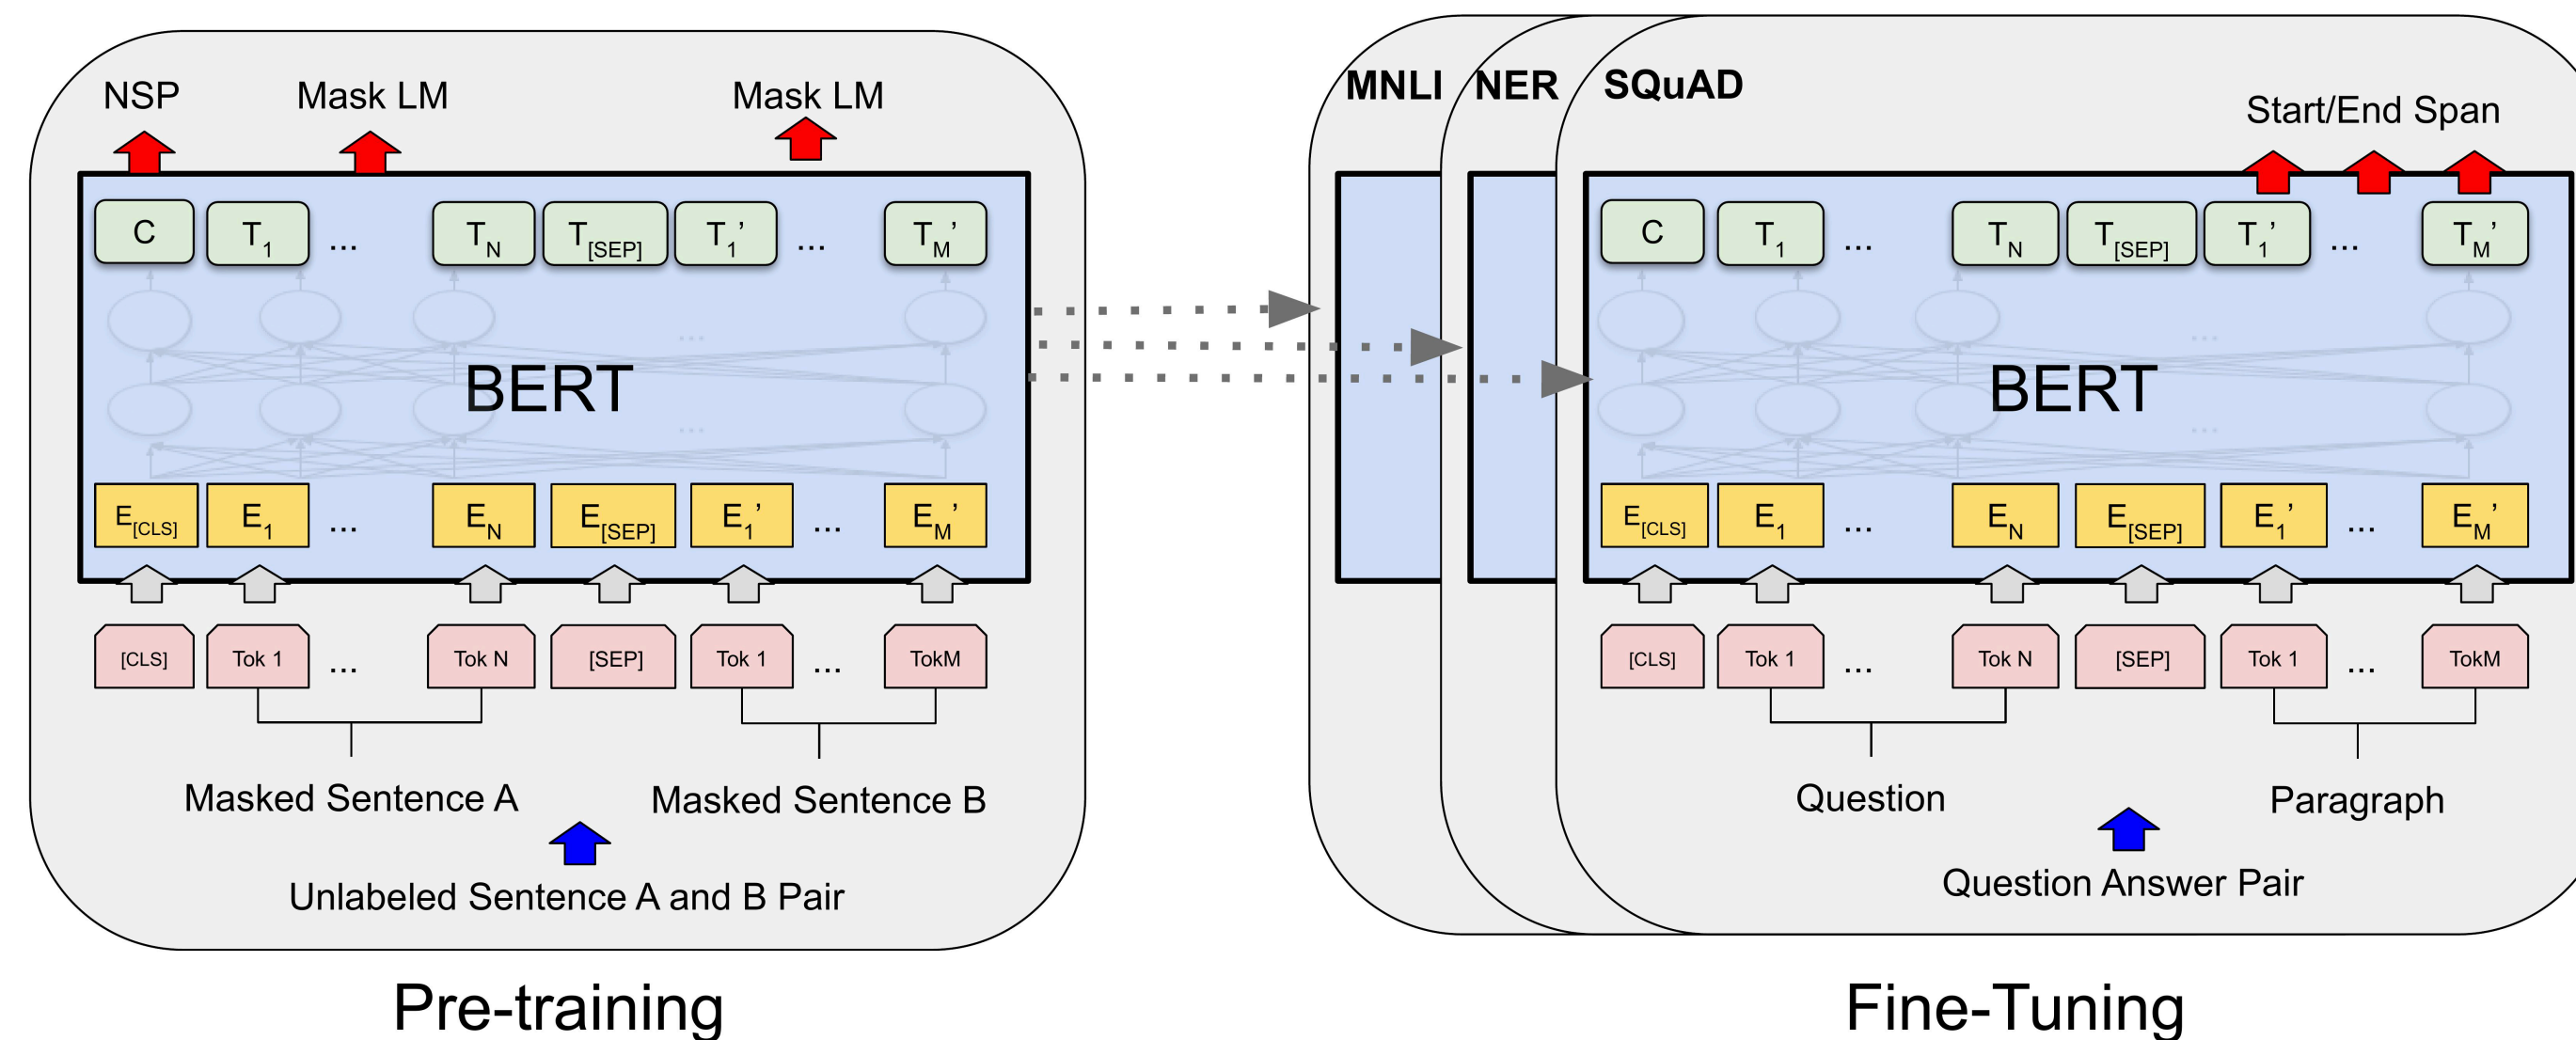 NSP Mask LM Mask LM
C T1 ... TN T[SEP] T1’ ... TM’
...
BERT
...
E[CLS] E1 ... EN E[SEP] E1’ ... EM’
[CLS] Tok 1 ... Tok N [SEP] Tok 1 ... TokM
Masked Sentence A Masked Sentence B
Unlabeled Sentence A and B Pair
Pre-training
MNLI NER SQuAD
Start/End Span
C T1 ... TN T[SEP] T1’ ... TM’
...
BERT
...
E[CLS] E1 ... EN E[SEP] E1’ ... EM’
[CLS] Tok 1 ... Tok N [SEP] Tok 1 ... TokM
Question Paragraph
Question Answer Pair
Fine-Tuning